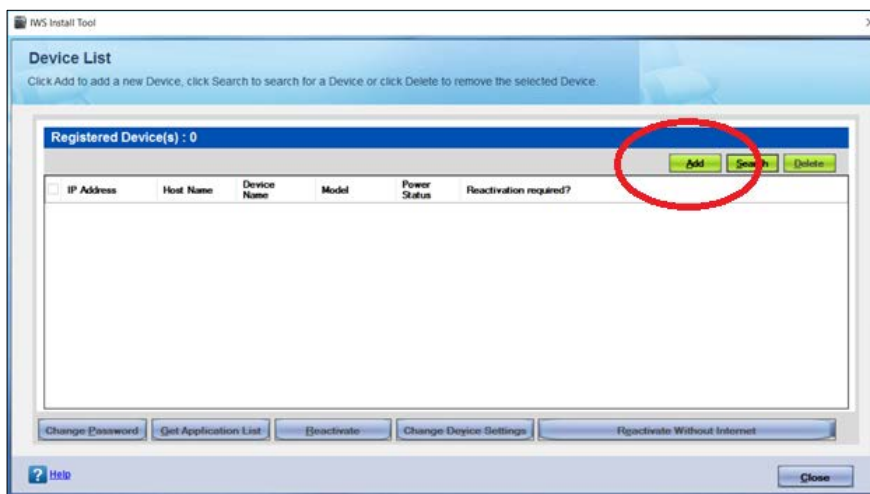 IWS Install Tool
Device List
Click Add to add a new Device, click Search to search for a Device or click Delete to remove the selected Device.
Registered Device(s) : 0
Add Search Delete
IP Address Host Name Device Name Model Power Status Reactivation required?
Change Password Get Application List Reactivate Change Device Settings Reactivate Without Internet
? Help Close